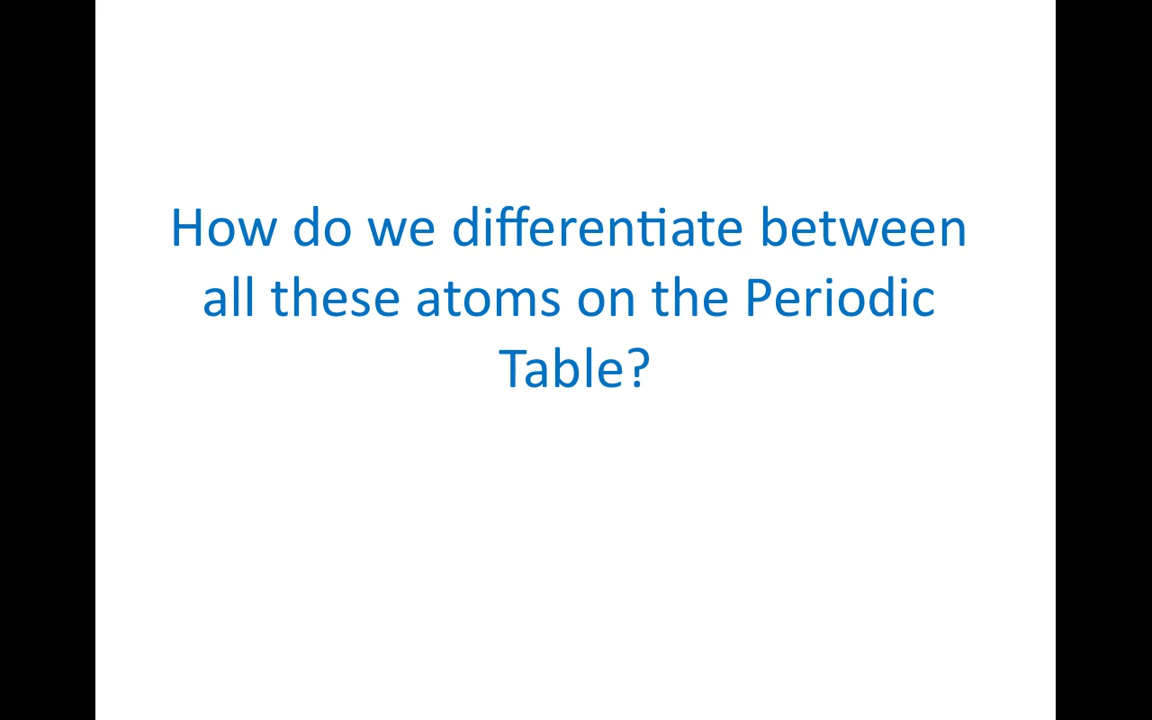 How do we differentiate between
all these atoms on the Periodic
Table?